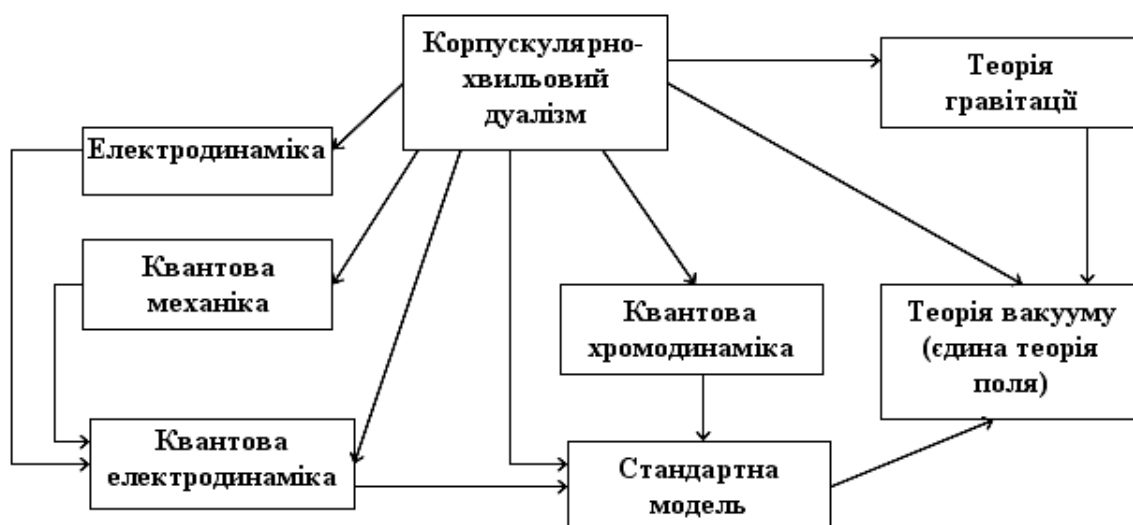 Корпускулярно-
хвильовий
дуалізм
Теорія
гравітації
Електродинаміка
Квантова
механіка
Квантова
хромодинаміка
Теорія вакууму
(єдина теорія
поля)
Квантова
електродинаміка
Стандартна
модель